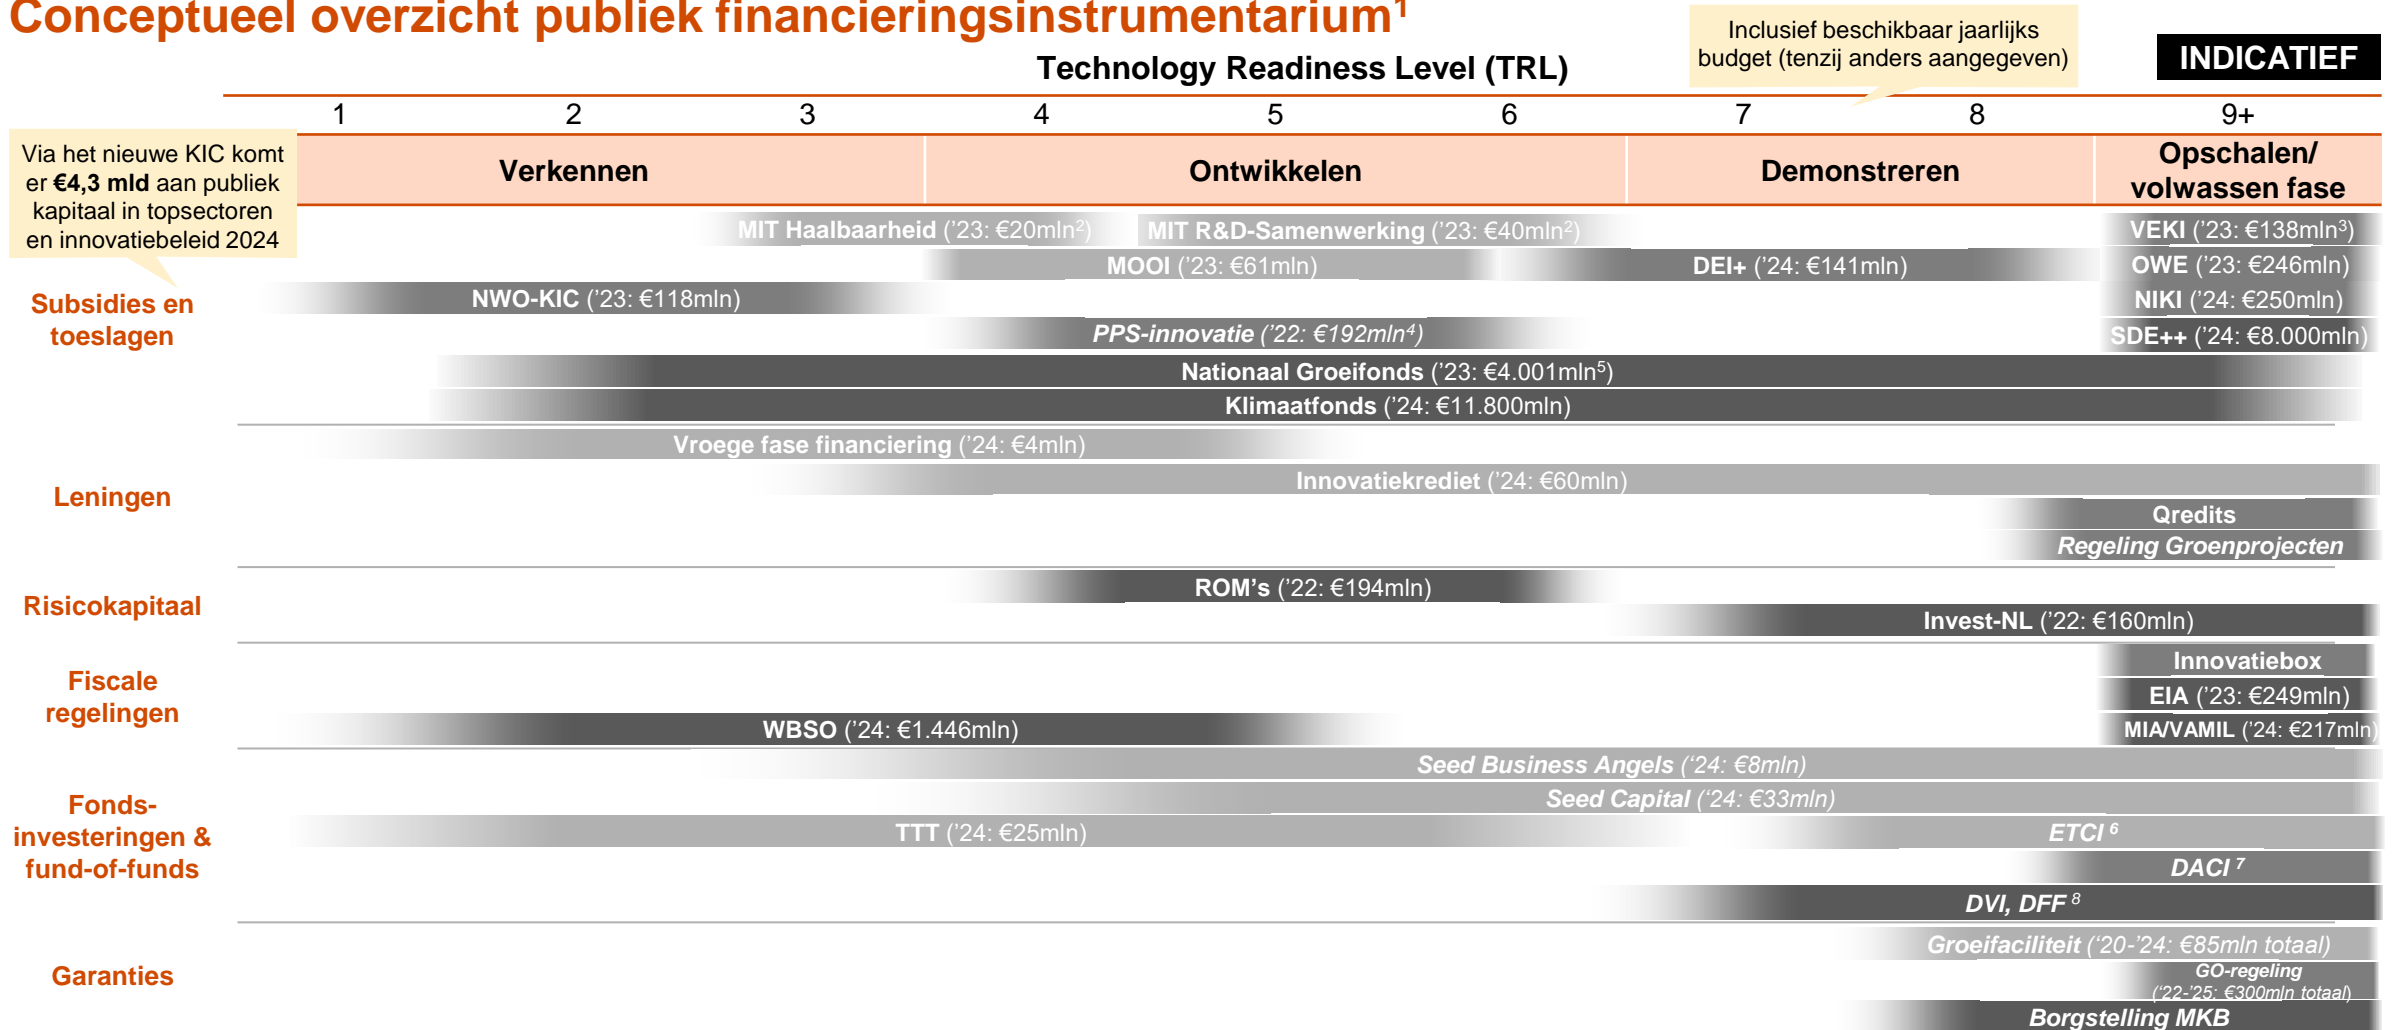 Conceptueel overzicht publiek financieringsinstrumentarium¹
Inclusief beschikbaar jaarlijks
budget (tenzij anders aangegeven)
INDICATIEF
Technology Readiness Level (TRL)
1 2 3 4 5 6 7 8 9+
Via het nieuwe KIC komt
er €4,3 mld aan publiek
kapitaal in topsectoren
en innovatiebeleid 2024
Verkennen
Ontwikkelen
Demonstreren
Opschalen/
volwassen fase
Subsidies en
toeslagen
MIT Haalbaarheid ('23: €20mln²)
MIT R&D-Samenwerking ('23: €40mln²)
VEKI ('23: €138mln³)
MOOI ('23: €61mln)
DEI+ ('24: €141mln)
OWE ('23: €246mln)
NWO-KIC ('23: €118mln)
NIKI ('24: €250mln)
PPS-innovatie ('22: €192mln⁴)
SDE++ ('24: €8.000mln)
Nationaal Groeifonds ('23: €4.001mln⁵)
Klimaatfonds ('24: €11.800mln)
Leningen
Vroege fase financiering ('24: €4mln)
Innovatiekrediet ('24: €60mln)
Qredits
Regeling Groenprojecten
Risicokapitaal
ROM's ('22: €194mln)
Invest-NL ('22: €160mln)
Fiscale
regelingen
Innovatiebox
EIA ('23: €249mln)
WBSO ('24: €1.446mln)
MIA/VAMIL ('24: €217mln)
Fonds-
investeringen &
fund-of-funds
Seed Business Angels ('24: €8mln)
Seed Capital ('24: €33mln)
TTT ('24: €25mln)
ETCI ⁶
DACI ⁷
DVI, DFF ⁸
Garanties
Groeifaciliteit ('20-'24: €85mln totaal)
GO-regeling
('22-'25: €300mln totaal)
Borgstelling MKB